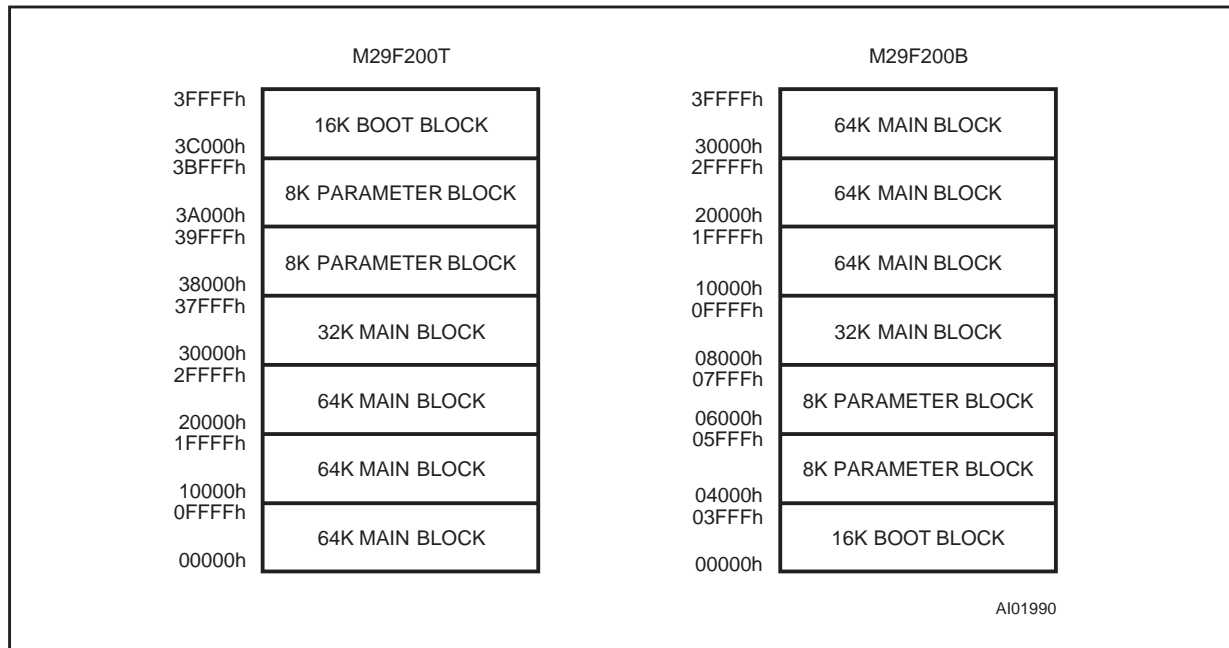 M29F200T
3FFFFh
16K BOOT BLOCK
3C000h
3BFFFh
8K PARAMETER BLOCK
3A000h
39FFFh
8K PARAMETER BLOCK
38000h
37FFFh
32K MAIN BLOCK
30000h
2FFFFh
64K MAIN BLOCK
20000h
1FFFFh
64K MAIN BLOCK
10000h
0FFFFh
64K MAIN BLOCK
00000h
M29F200B
3FFFFh
64K MAIN BLOCK
30000h
2FFFFh
64K MAIN BLOCK
20000h
1FFFFh
64K MAIN BLOCK
10000h
0FFFFh
32K MAIN BLOCK
08000h
07FFFh
8K PARAMETER BLOCK
06000h
05FFFh
8K PARAMETER BLOCK
04000h
03FFFh
16K BOOT BLOCK
00000h
AI01990